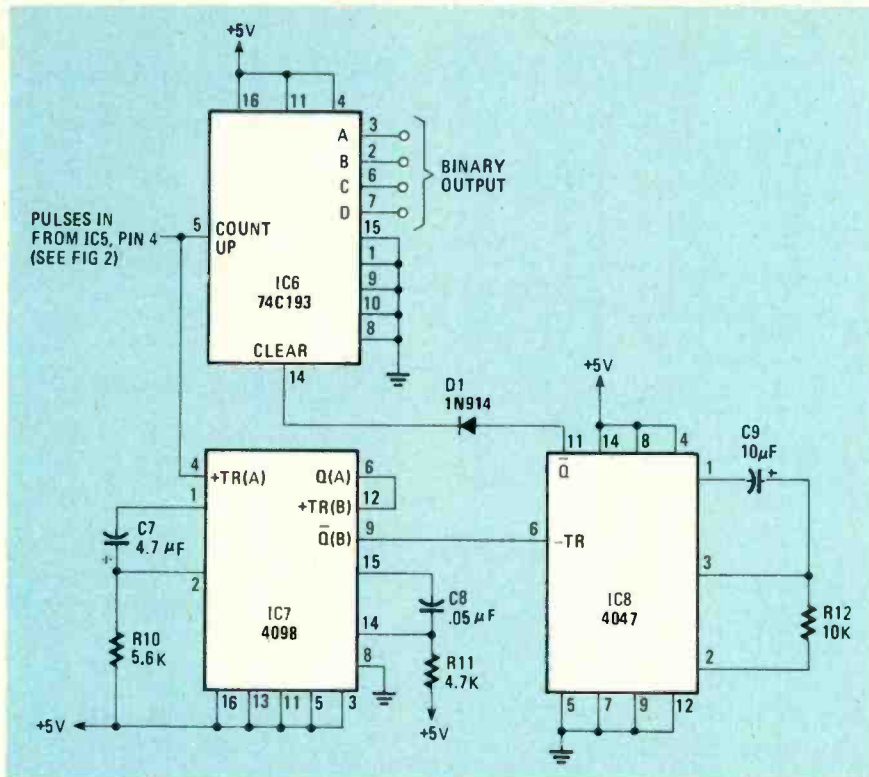 +5V
16 11 4
A 3
B 2
C 6
D 7
BINARY
OUTPUT
PULSES IN
FROM IC5, PIN 4
(SEE FIG 2)
5
COUNT
UP
IC6
74C193
15
1
9
10
8
CLEAR
14
D1
1N914
+5V
11 14 8 4
Q̅
C9
10μF
+
1
4
+TR(A)
Q(A) 6
+TR(B) 12
Q̅(B) 9
6
-TR
1
C7
4.7 μF
+
2
15
C8
.05 μF
14
3
IC7
4098
IC8
4047
R12
10K
R10
5.6K
8
R11
4.7K
2
+5V
16 13 11 5 3
+5V
5 7 9 12